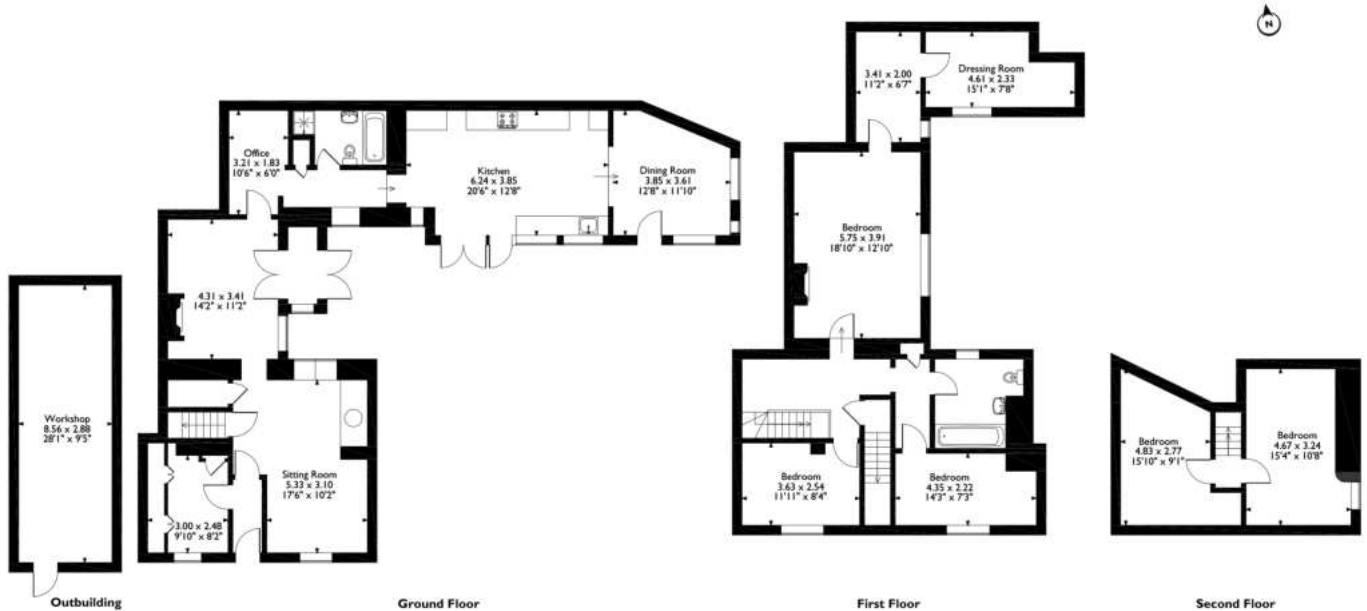 N
Office
3.21 x 1.83
10'6" x 6'0"
Kitchen
6.24 x 3.85
20'6" x 12'8"
Dining Room
3.85 x 3.61
12'8" x 11'10"
4.31 x 3.41
14'2" x 11'2"
Workshop
8.56 x 2.88
28'1" x 9'5"
Sitting Room
5.33 x 3.10
17'6" x 10'2"
3.00 x 2.48
9'10" x 8'2"
3.41 x 2.00
11'2" x 6'7"
Dressing Room
4.61 x 2.33
15'1" x 7'8"
Bedroom
5.75 x 3.91
18'10" x 12'10"
Bedroom
3.63 x 2.54
11'11" x 8'4"
Bedroom
4.35 x 2.22
14'3" x 7'3"
Bedroom
4.83 x 2.77
15'10" x 9'1"
Bedroom
4.67 x 3.24
15'4" x 10'8"
Outbuilding
Ground Floor
First Floor
Second Floor